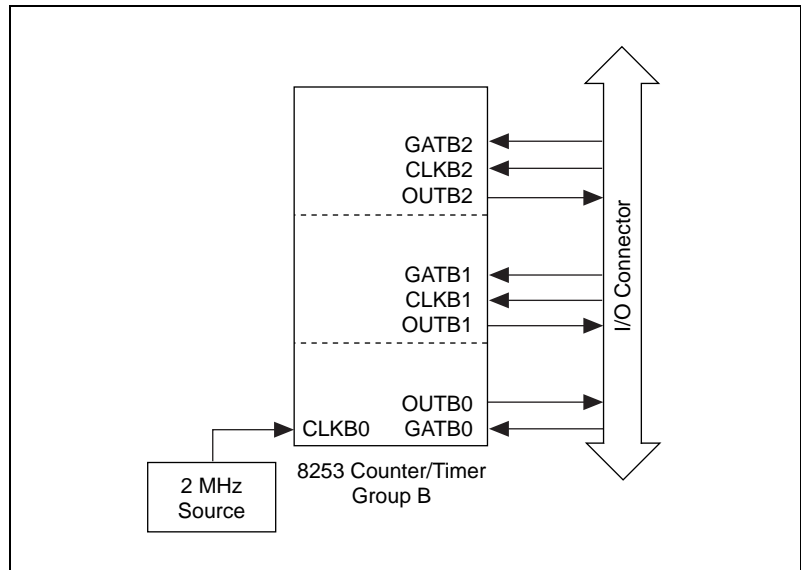 GATB2
CLKB2
OUTB2
GATB1
CLKB1
OUTB1
OUTB0
CLKB0 GATB0
I/O Connector
2 MHz
Source
8253 Counter/Timer
Group B